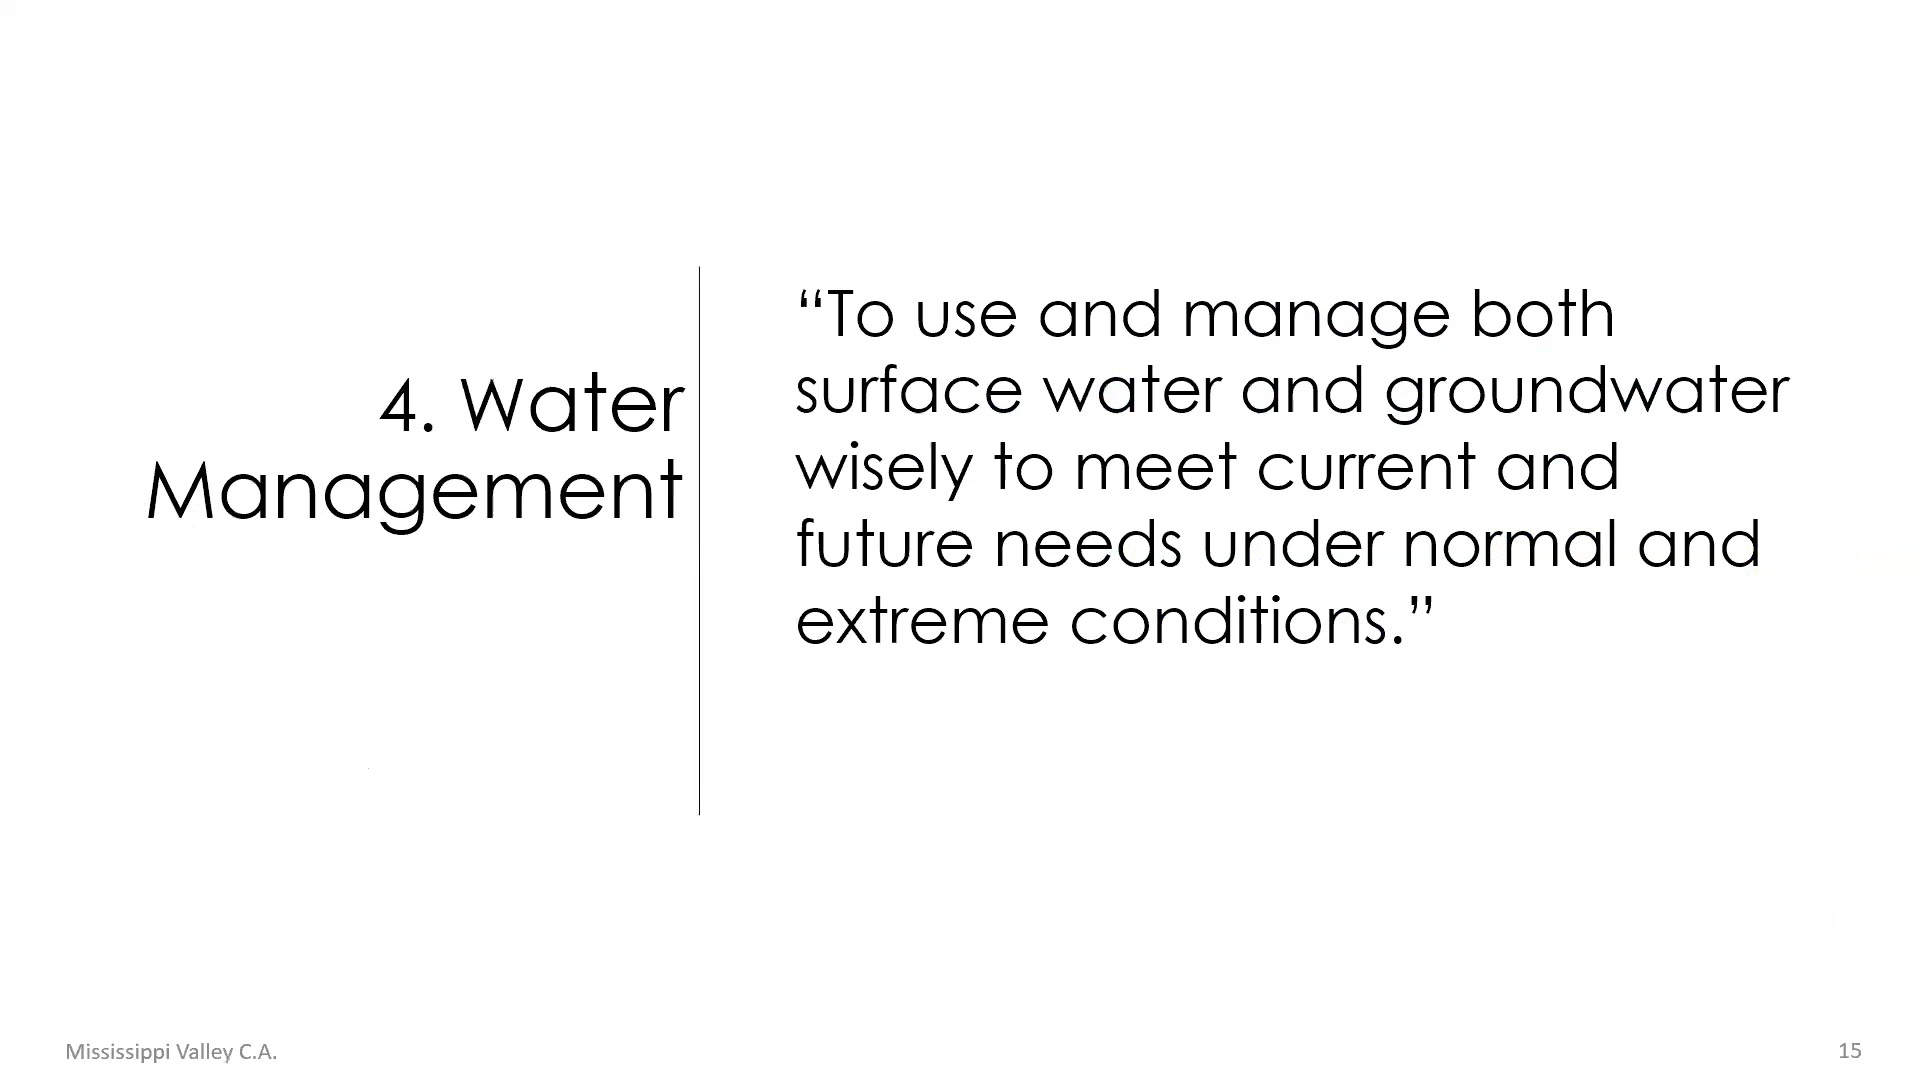 4. Water
Management
“To use and manage both
surface water and groundwater
wisely to meet current and
future needs under normal and
extreme conditions.”
Mississippi Valley C.A.
15